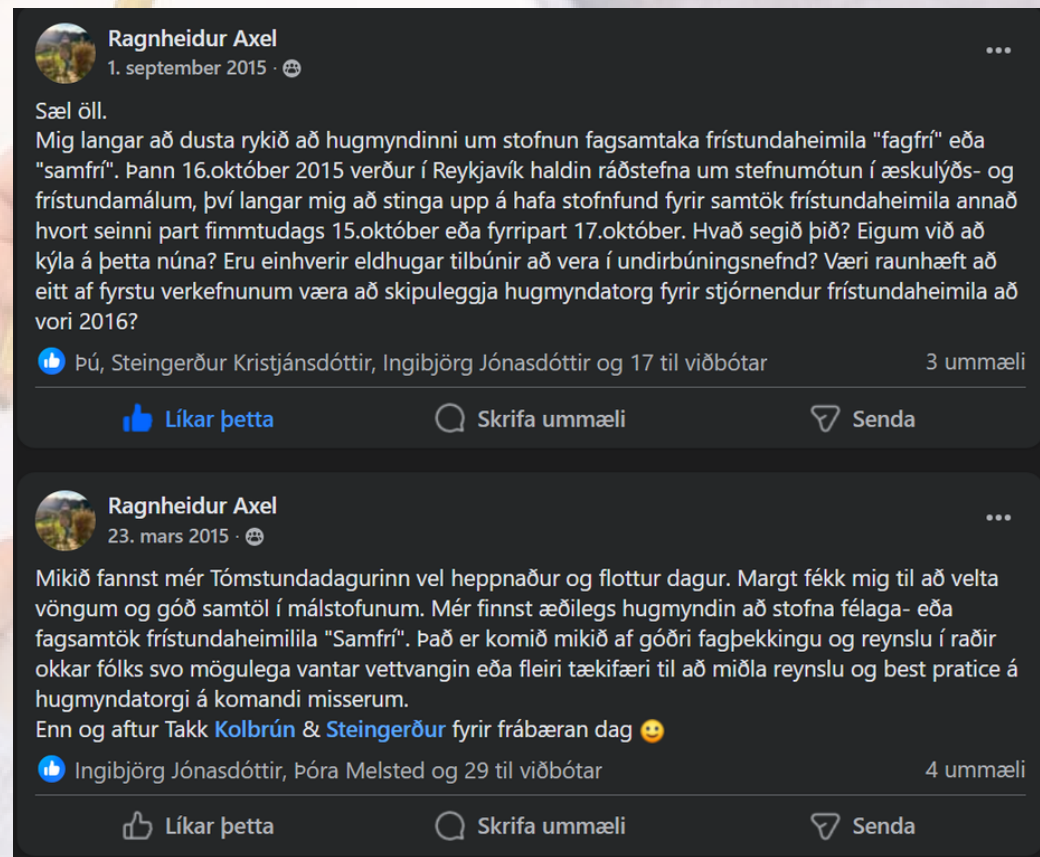 Ragnheidur Axel
1. september 2015 ·
Sæl öll.
Mig langar að dusta rykið að hugmyndinni um stofnun fagsamtaka frístundaheimila "fagfrí" eða
"samfrí". Þann 16.október 2015 verður í Reykjavík haldin ráðstefna um stefnumótun í æskulýðs- og
frístundamálum, því langar mig að stinga upp á hafa stofnfund fyrir samtök frístundaheimila annað
hvort seinni part fimmtudags 15.október eða fyrripart 17.október. Hvað segið þið? Eigum við að
kýla á þetta núna? Eru einhverir eldhugar tilbúnir að vera í undirbúningsnefnd? Væri raunhæft að
eitt af fyrstu verkefnunum væra að skipuleggja hugmyndatorg fyrir stjórnendur frístundaheimila að
vori 2016?
Þú, Steingerður Kristjánsdóttir, Ingibjörg Jónasdóttir og 17 til viðbótar 3 ummæli
Líkar þetta Skrifa ummæli Senda
Ragnheidur Axel
23. mars 2015 ·
Mikið fannst mér Tómstundadagurinn vel heppnaður og flottur dagur. Margt fékk mig til að velta
vöngum og góð samtöl í málstofunum. Mér finnst æðilegs hugmyndin að stofna félaga- eða
fagsamtök frístundaheimilila "Samfrí". Það er komið mikið af góðri fagþekkingu og reynslu í raðir
okkar fólks svo mögulega vantar vettvangin eða fleiri tækifæri til að miðla reynslu og best pratice á
hugmyndatorgi á komandi misserum.
Enn og aftur Takk Kolbrún & Steingerður fyrir frábæran dag 🙂
Ingibjörg Jónasdóttir, Þóra Melsted og 29 til viðbótar 4 ummæli
Líkar þetta Skrifa ummæli Senda